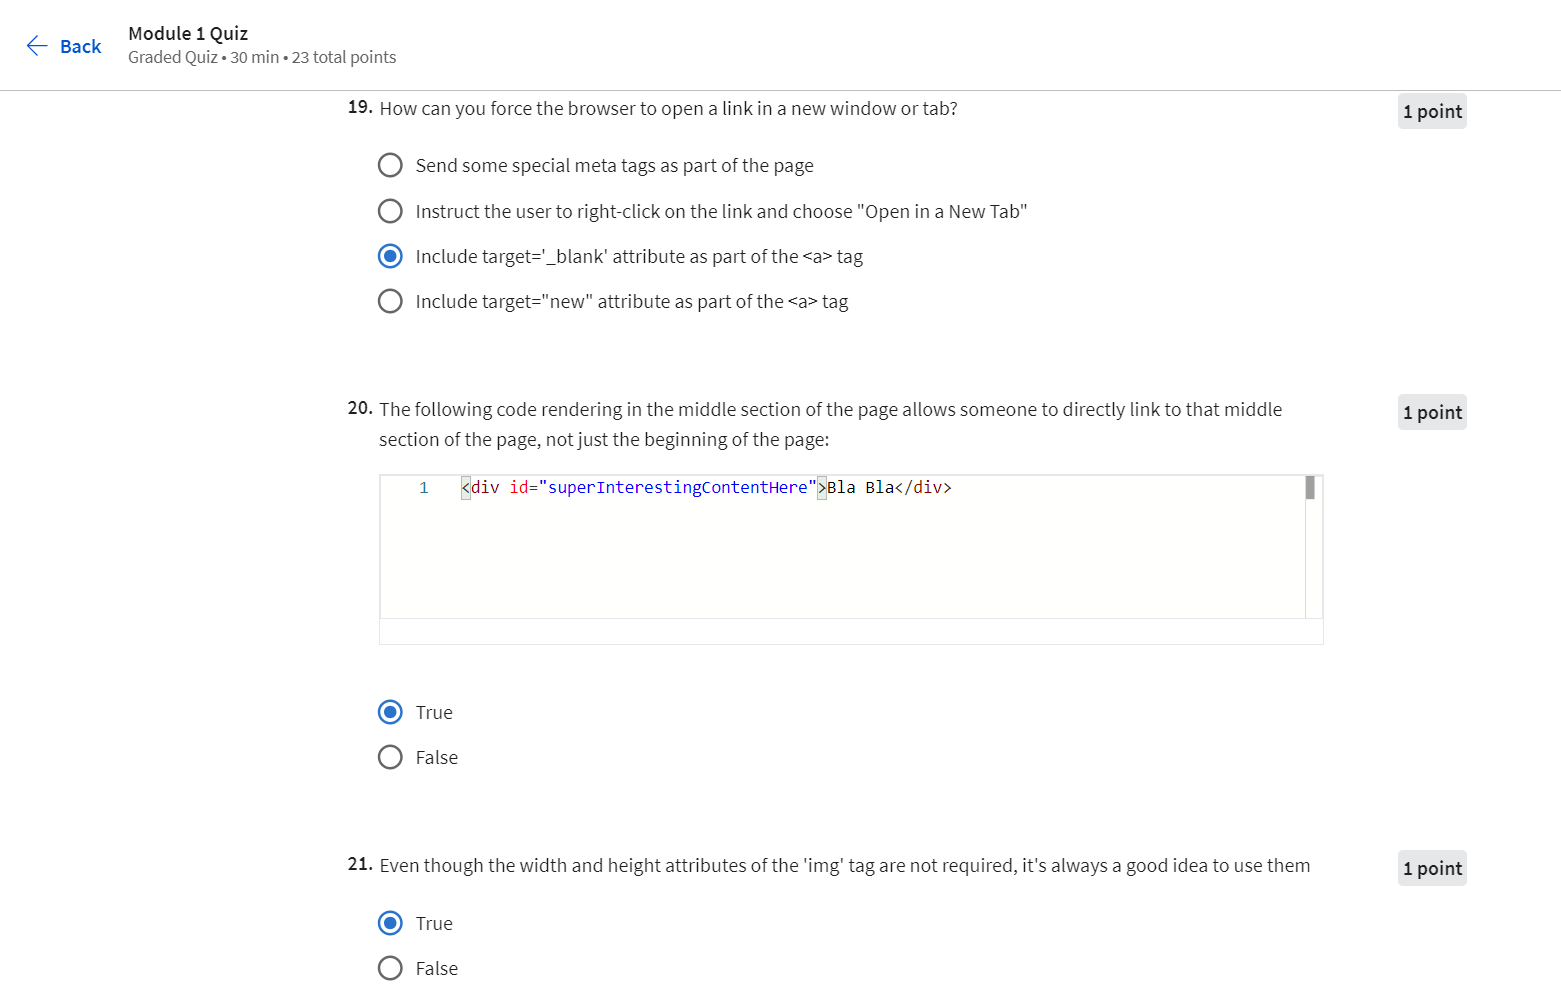 Back
Module 1 Quiz
Graded Quiz • 30 min • 23 total points
19. How can you force the browser to open a link in a new window or tab?
1 point
Send some special meta tags as part of the page
Instruct the user to right-click on the link and choose "Open in a New Tab"
Include target='_blank' attribute as part of the <a> tag
Include target="new" attribute as part of the <a> tag
20. The following code rendering in the middle section of the page allows someone to directly link to that middle
section of the page, not just the beginning of the page:
1 point
1 <div id="superInterestingContentHere">Bla Bla</div>
True
False
21. Even though the width and height attributes of the 'img' tag are not required, it's always a good idea to use them
1 point
True
False